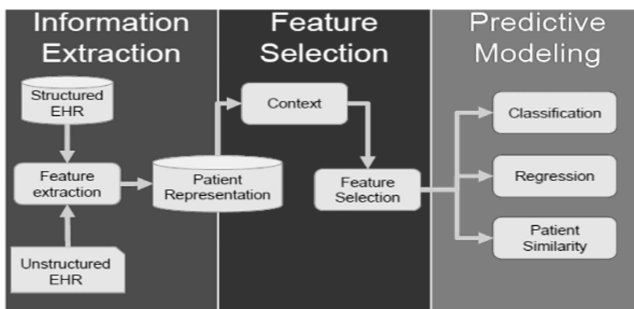 Information
Extraction
Feature
Selection
Predictive
Modeling
Structured
EHR
Feature
extraction
Unstructured
EHR
Patient
Representation
Context
Feature
Selection
Classification
Regression
Patient
Similarity